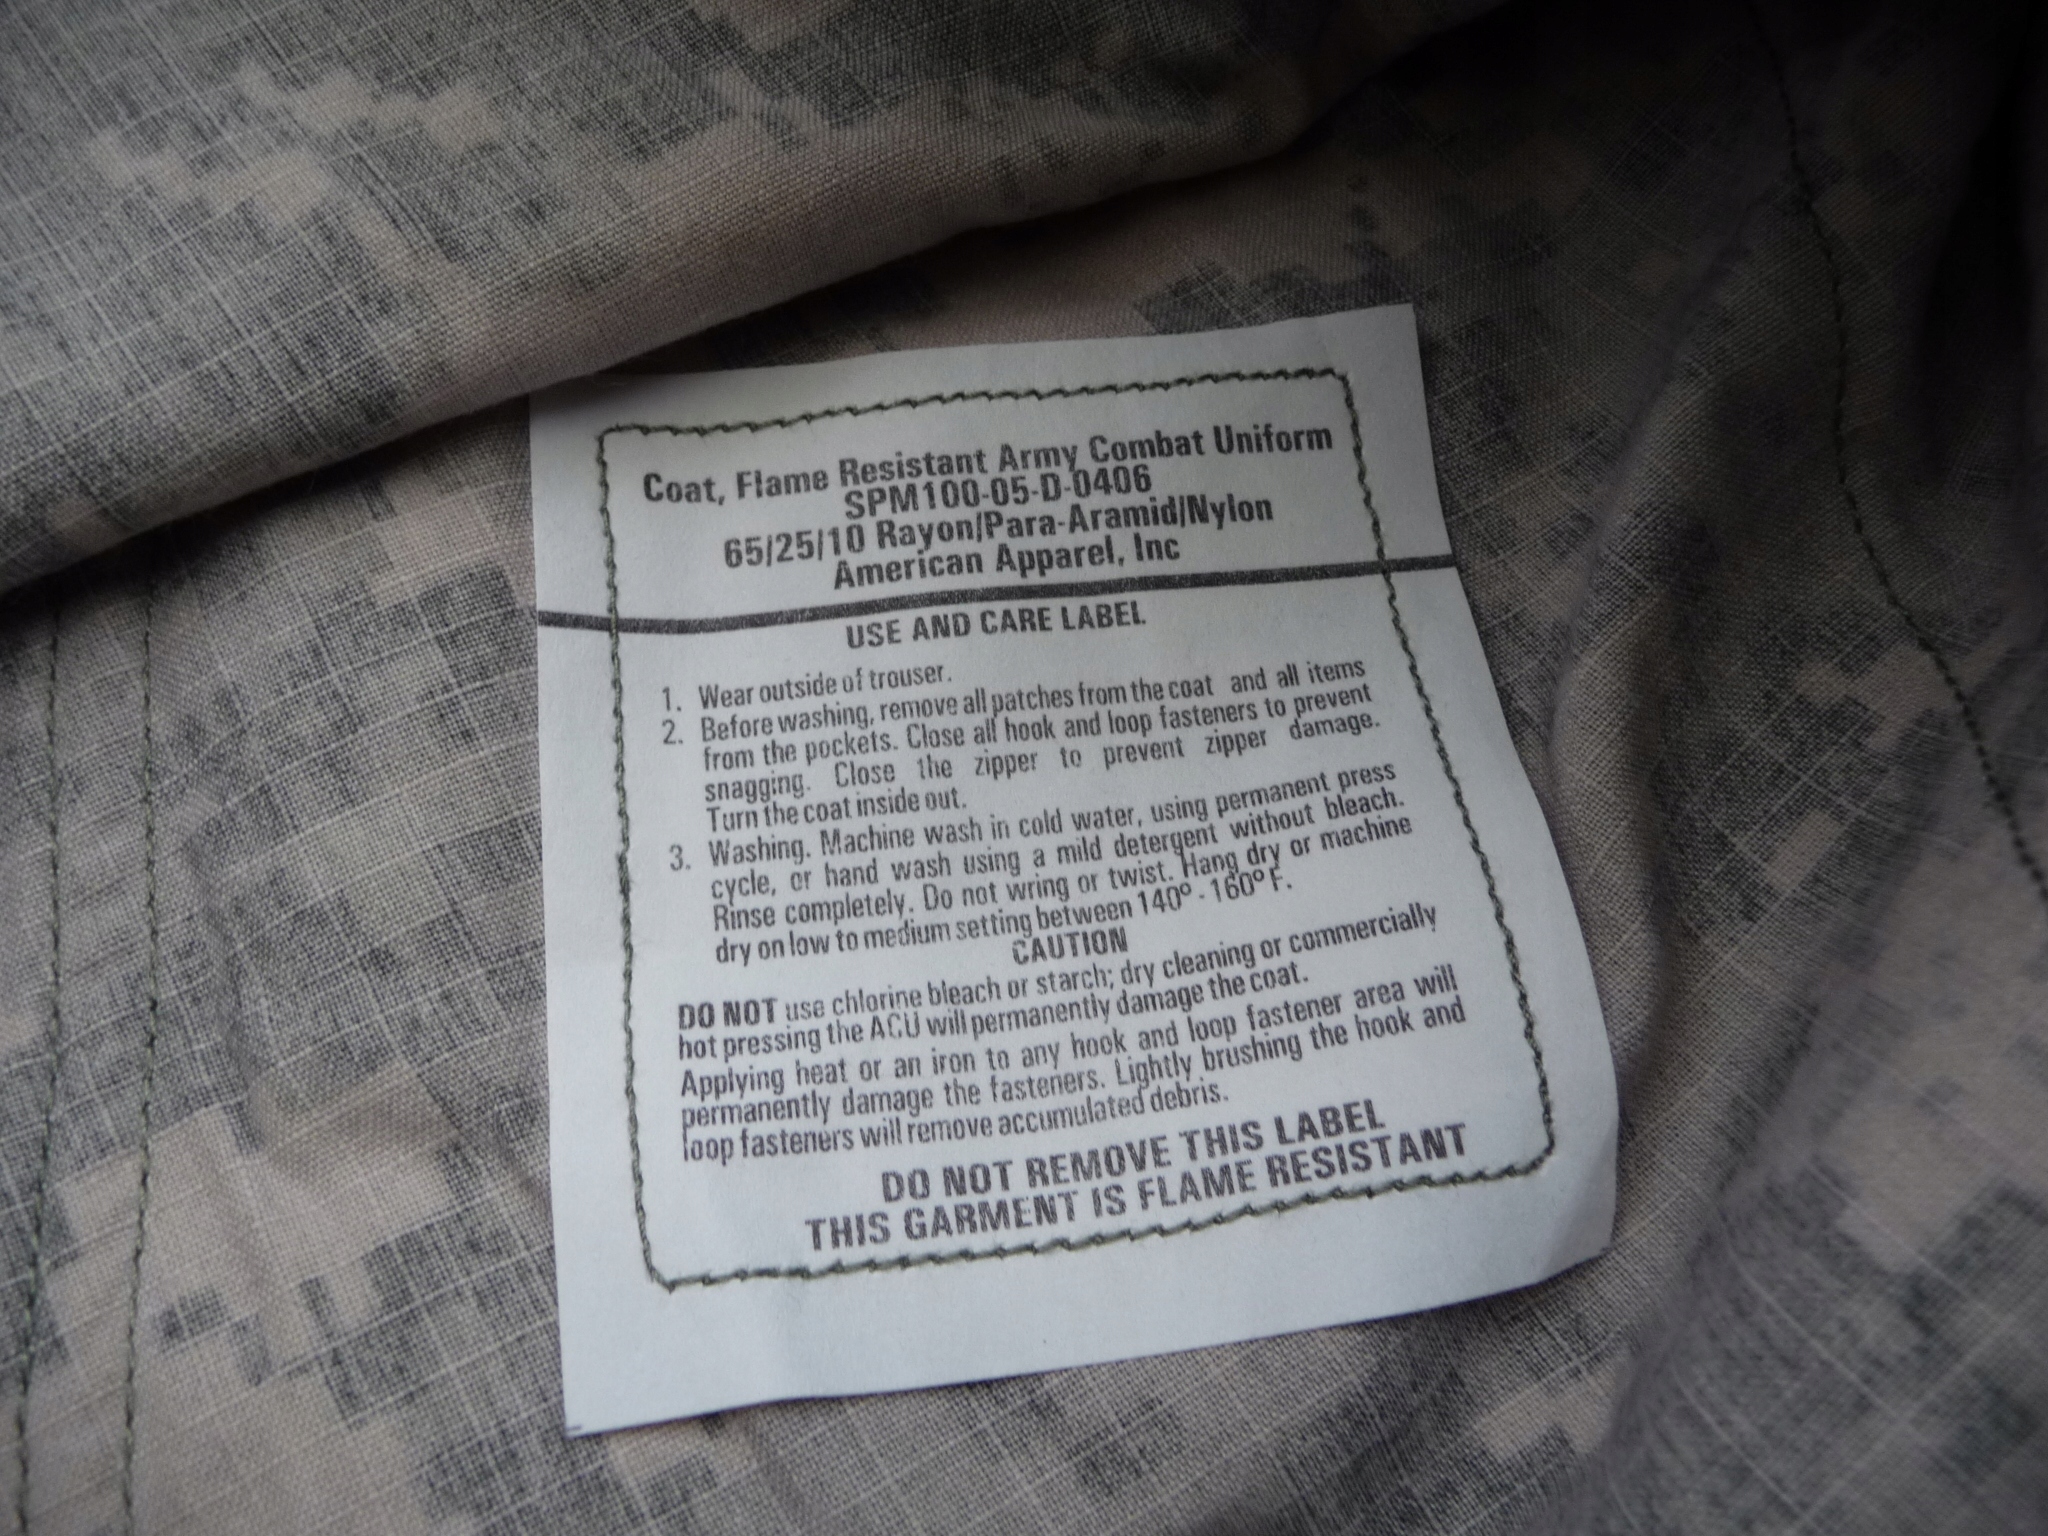 Coat, Flame Resistant Army Combat Uniform
SPM100-05-D-0406
65/25/10 Rayon/Para-Aramid/Nylon
American Apparel, Inc
USE AND CARE LABEL
1. Wear outside of trouser.
2. Before washing, remove all patches from the coat and all items
from the pockets. Close all hook and loop fasteners to prevent
snagging. Close the zipper to prevent zipper damage.
Turn the coat inside out.
3. Washing. Machine wash in cold water, using permanent press
cycle, or hand wash using a mild detergent without bleach.
Rinse completely. Do not wring or twist. Hang dry or machine
dry on low to medium setting between 140° - 160° F.
CAUTION
DO NOT use chlorine bleach or starch; dry cleaning or commercially
hot pressing the ACU will permanently damage the coat.
Applying heat or an iron to any hook and loop fastener area will
permanently damage the fasteners. Lightly brushing the hook and
loop fasteners will remove accumulated debris.
DO NOT REMOVE THIS LABEL
THIS GARMENT IS FLAME RESISTANT